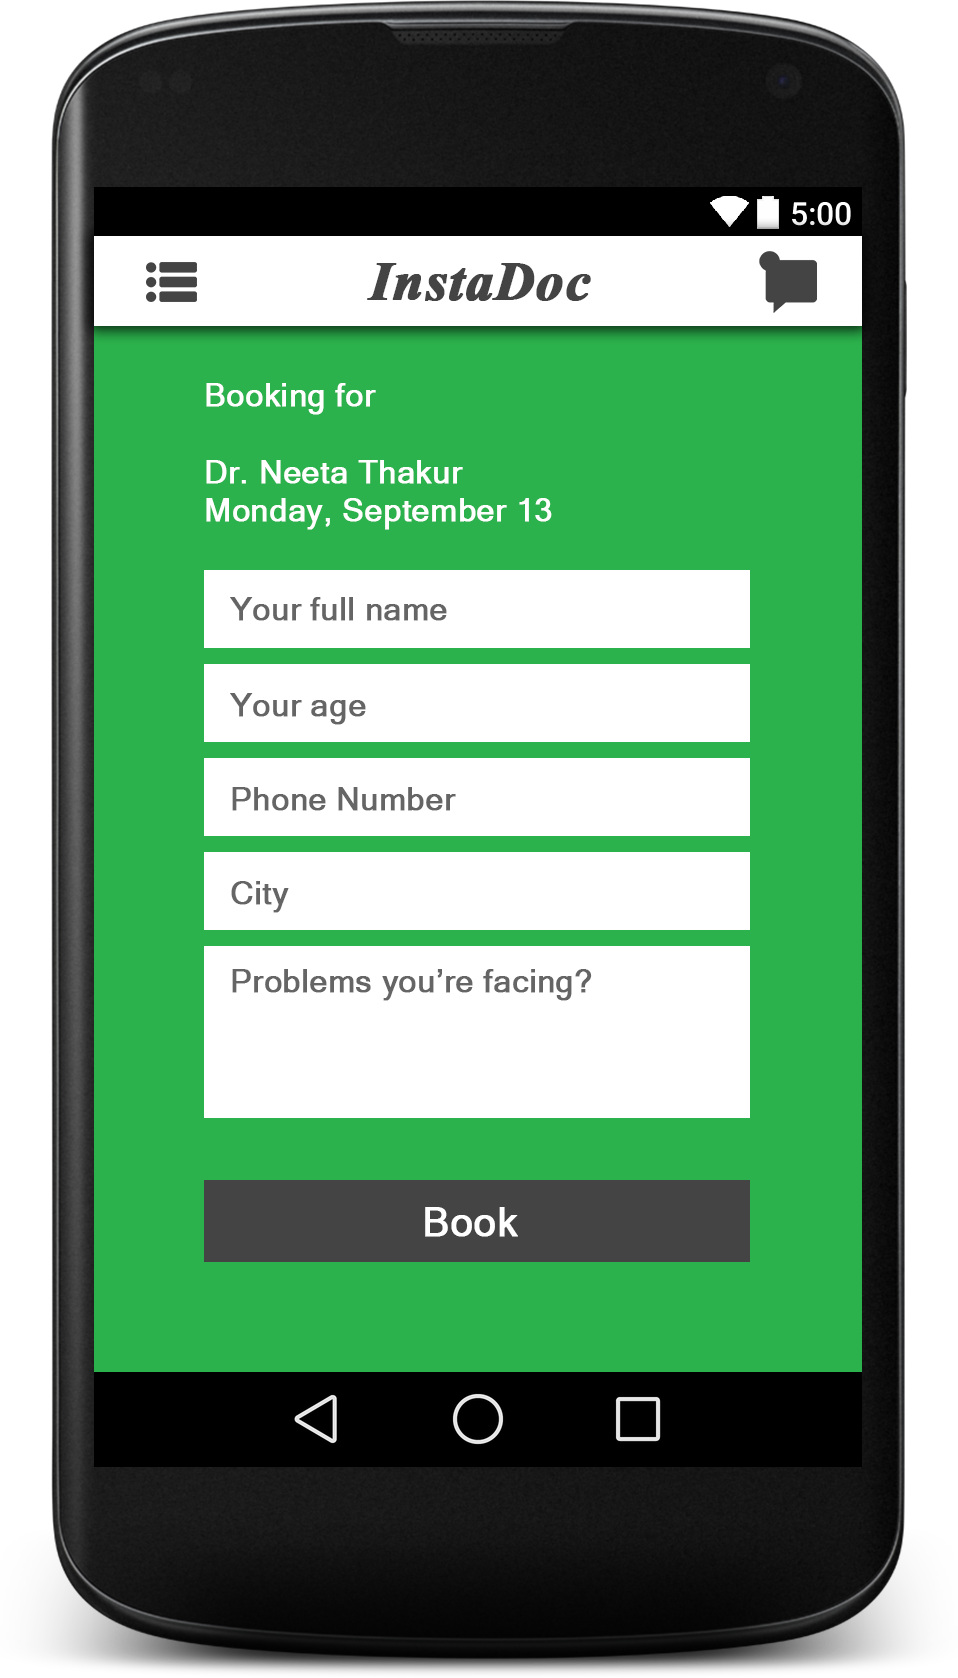 5:00
InstaDoc
Booking for
Dr. Neeta Thakur
Monday, September 13
Your full name
Your age
Phone Number
City
Problems you’re facing?
Book